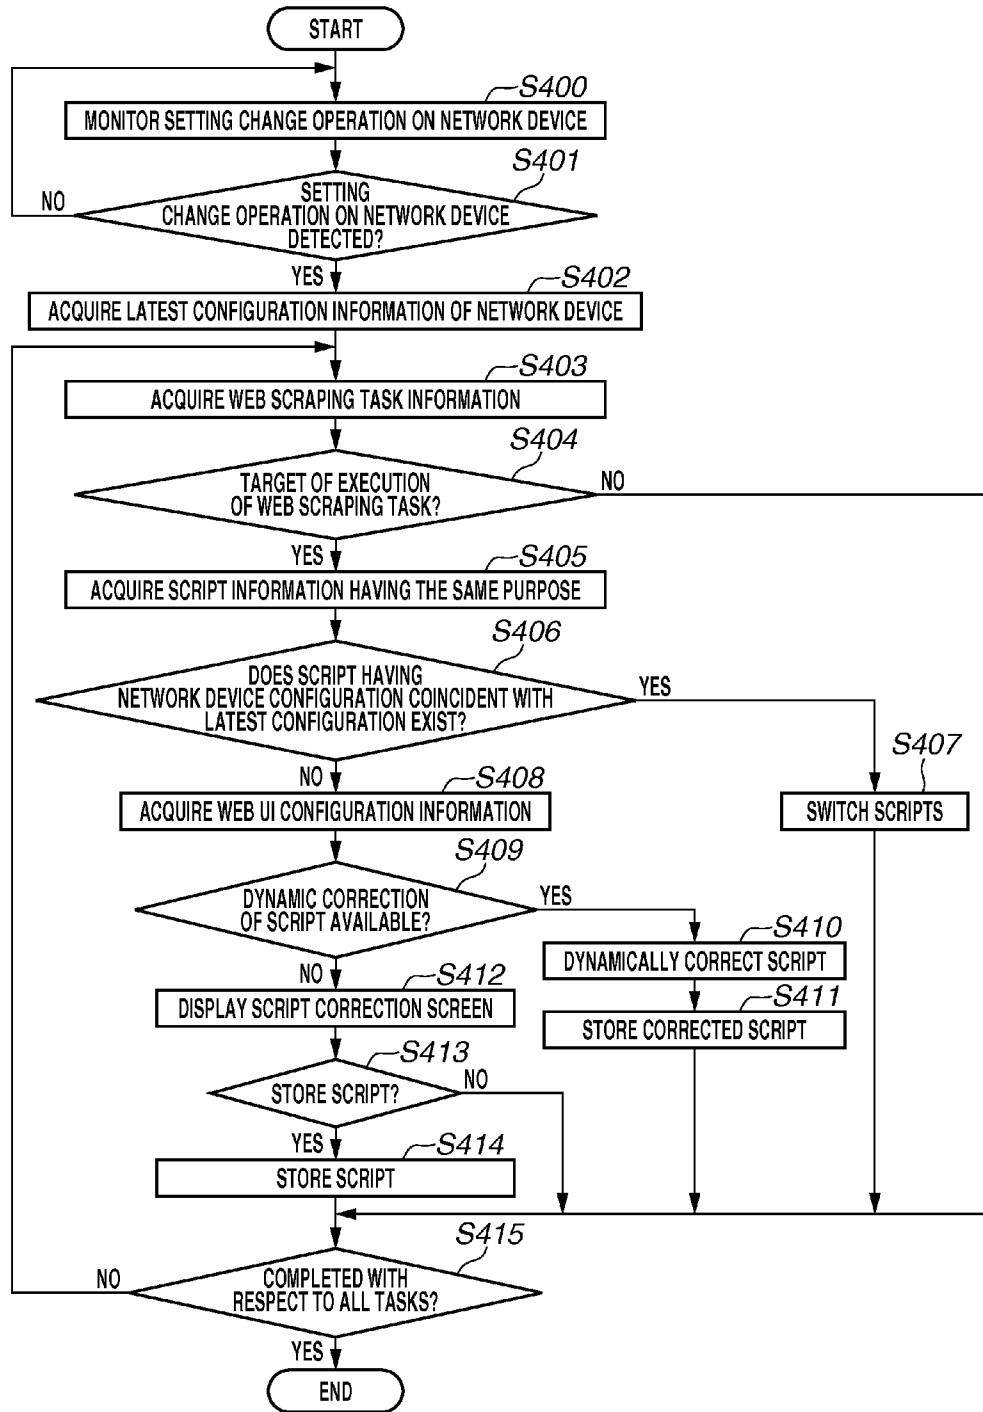 START
S400
MONITOR SETTING CHANGE OPERATION ON NETWORK DEVICE
S401
NO
SETTING
CHANGE OPERATION ON NETWORK DEVICE
DETECTED?
YES
S402
ACQUIRE LATEST CONFIGURATION INFORMATION OF NETWORK DEVICE
S403
ACQUIRE WEB SCRAPING TASK INFORMATION
S404
TARGET OF EXECUTION
OF WEB SCRAPING TASK?
NO
YES
S405
ACQUIRE SCRIPT INFORMATION HAVING THE SAME PURPOSE
S406
DOES SCRIPT HAVING
NETWORK DEVICE CONFIGURATION COINCIDENT WITH
LATEST CONFIGURATION EXIST?
YES
S407
SWITCH SCRIPTS
NO
S408
ACQUIRE WEB UI CONFIGURATION INFORMATION
S409
DYNAMIC CORRECTION
OF SCRIPT AVAILABLE?
YES
S410
DYNAMICALLY CORRECT SCRIPT
S411
STORE CORRECTED SCRIPT
NO
S412
DISPLAY SCRIPT CORRECTION SCREEN
S413
STORE SCRIPT?
NO
YES
S414
STORE SCRIPT
S415
NO
COMPLETED WITH
RESPECT TO ALL TASKS?
YES
END